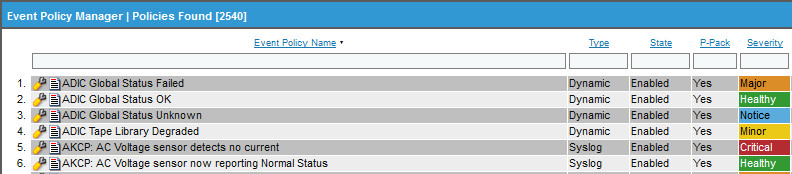 Event Policy Manager | Policies Found [2540]
Event Policy Name Type State P-Pack Severity
1. ADIC Global Status Failed Dynamic Enabled Yes Major
2. ADIC Global Status OK Dynamic Enabled Yes Healthy
3. ADIC Global Status Unknown Dynamic Enabled Yes Notice
4. ADIC Tape Library Degraded Dynamic Enabled Yes Minor
5. AKCP: AC Voltage sensor detects no current Syslog Enabled Yes Critical
6. AKCP: AC Voltage sensor now reporting Normal Status Syslog Enabled Yes Healthy